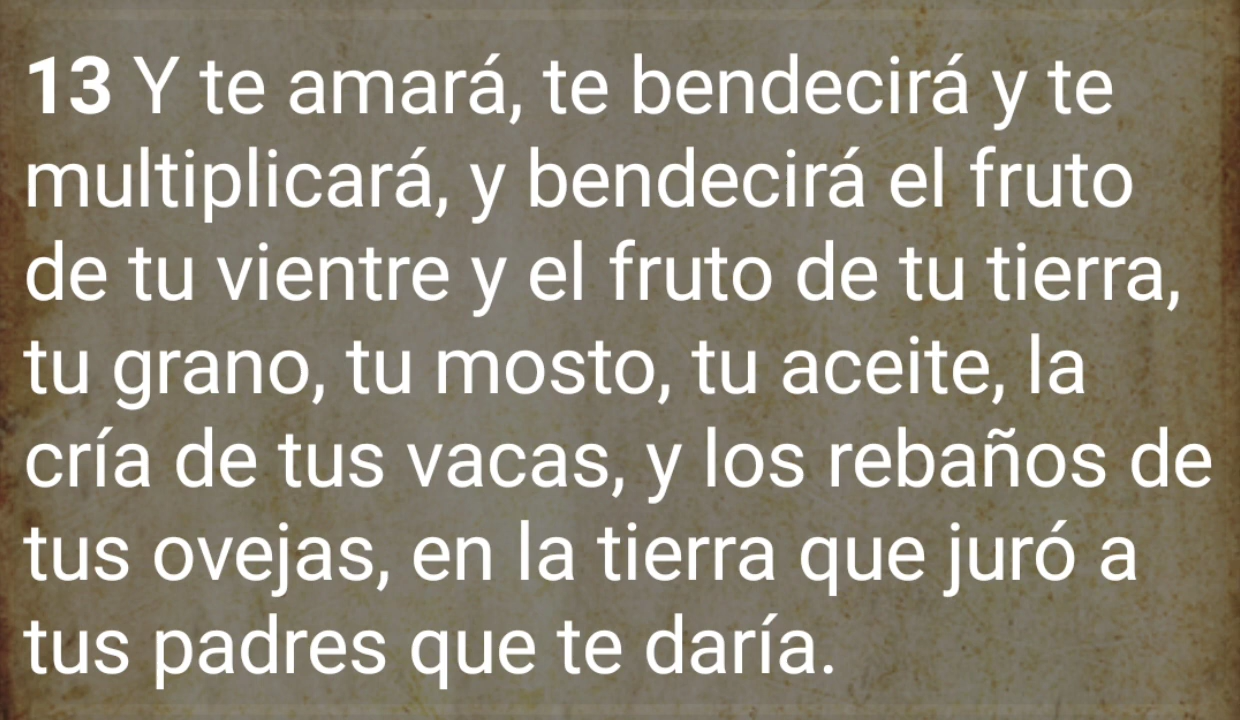 13 Y te amará, te bendecirá y te
multiplicará, y bendecirá el fruto
de tu vientre y el fruto de tu tierra,
tu grano, tu mosto, tu aceite, la
cría de tus vacas, y los rebaños de
tus ovejas, en la tierra que juró a
tus padres que te daría.